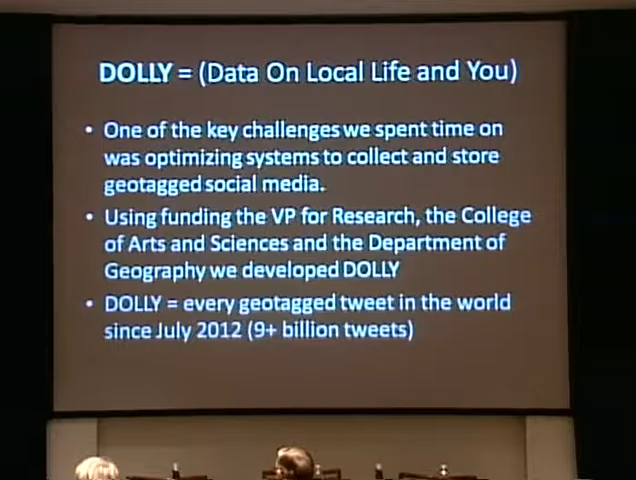 DOLLY = (Data On Local Life and You)
• One of the key challenges we spent time on
was optimizing systems to collect and store
geotagged social media.
• Using funding the VP for Research, the College
of Arts and Sciences and the Department of
Geography we developed DOLLY
• DOLLY = every geotagged tweet in the world
since July 2012 (9+ billion tweets)